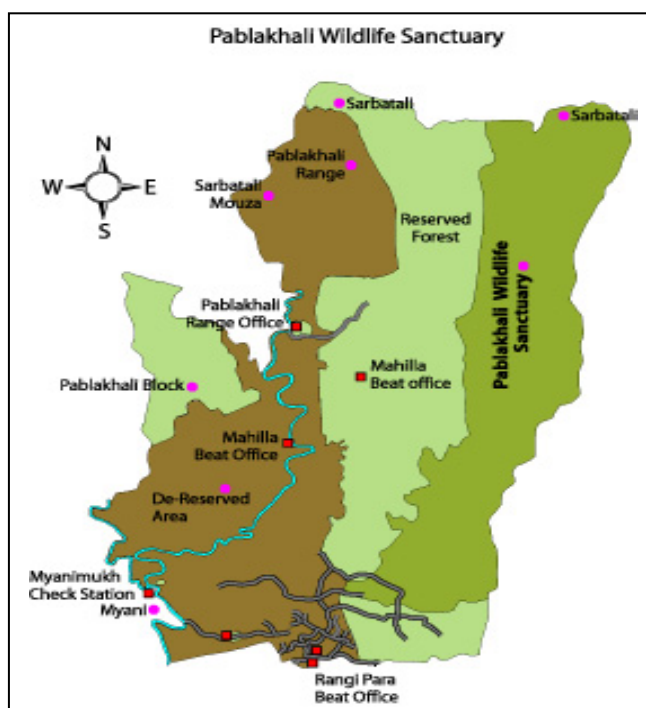 Pablakhali Wildlife Sanctuary
Sarbatali
Sarbatali
N
W
E
S
Pablakhali
Range
Sarbatali
Mouza
Reserved
Forest
Pablakhali Wildlife
Sanctuary
Pablakhali
Range Office
Mahilla
Beat office
Pablakhali Block
Mahilla
Beat Office
De-Reserved
Area
Myanimukh
Check Station
Myani
Rangi Para
Beat Office